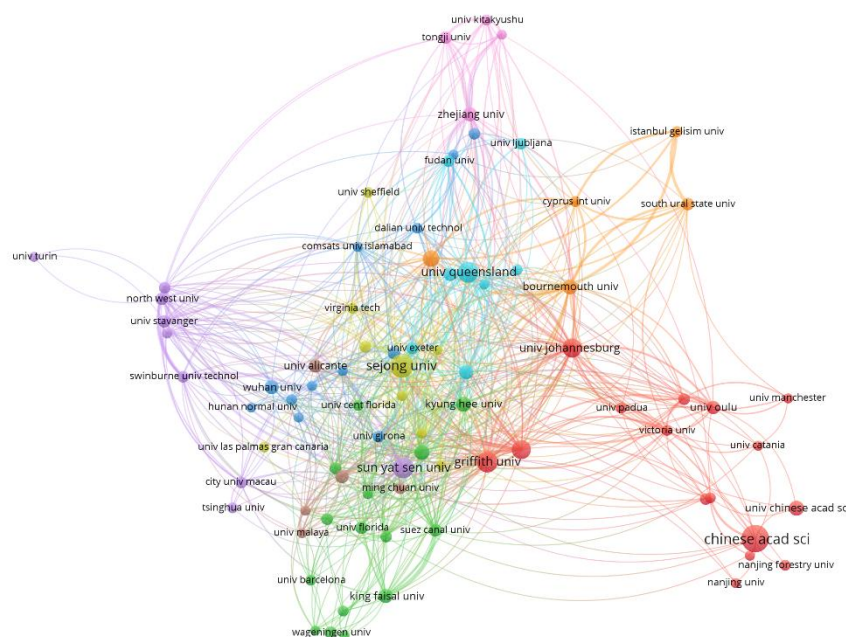 univ kitakyushu
tongji univ
zhejiang univ
istanbul gelisim univ
univ ljubljana
fudan univ
univ sheffield
cyprus int univ
south ural state univ
dalian univ technol
comsats univ islamabad
univ turin
univ queensland
bournemouth univ
north west univ
virginia tech
univ stavanger
univ exeter
univ johannesburg
univ alicante
sejong univ
swinburne univ technol
wuhan univ
univ manchester
hunan normal univ
univ cent florida
kyung hee univ
univ padua
univ oulu
victoria univ
univ girona
univ las palmas gran canaria
univ catania
griffith univ
sun yat sen univ
city univ macau
ming chuan univ
tsinghua univ
univ chinese acad sc
univ malaya
univ florida
suez canal univ
chinese acad sci
nanjing forestry univ
univ barcelona
nanjing univ
king faisal univ
wageningen univ